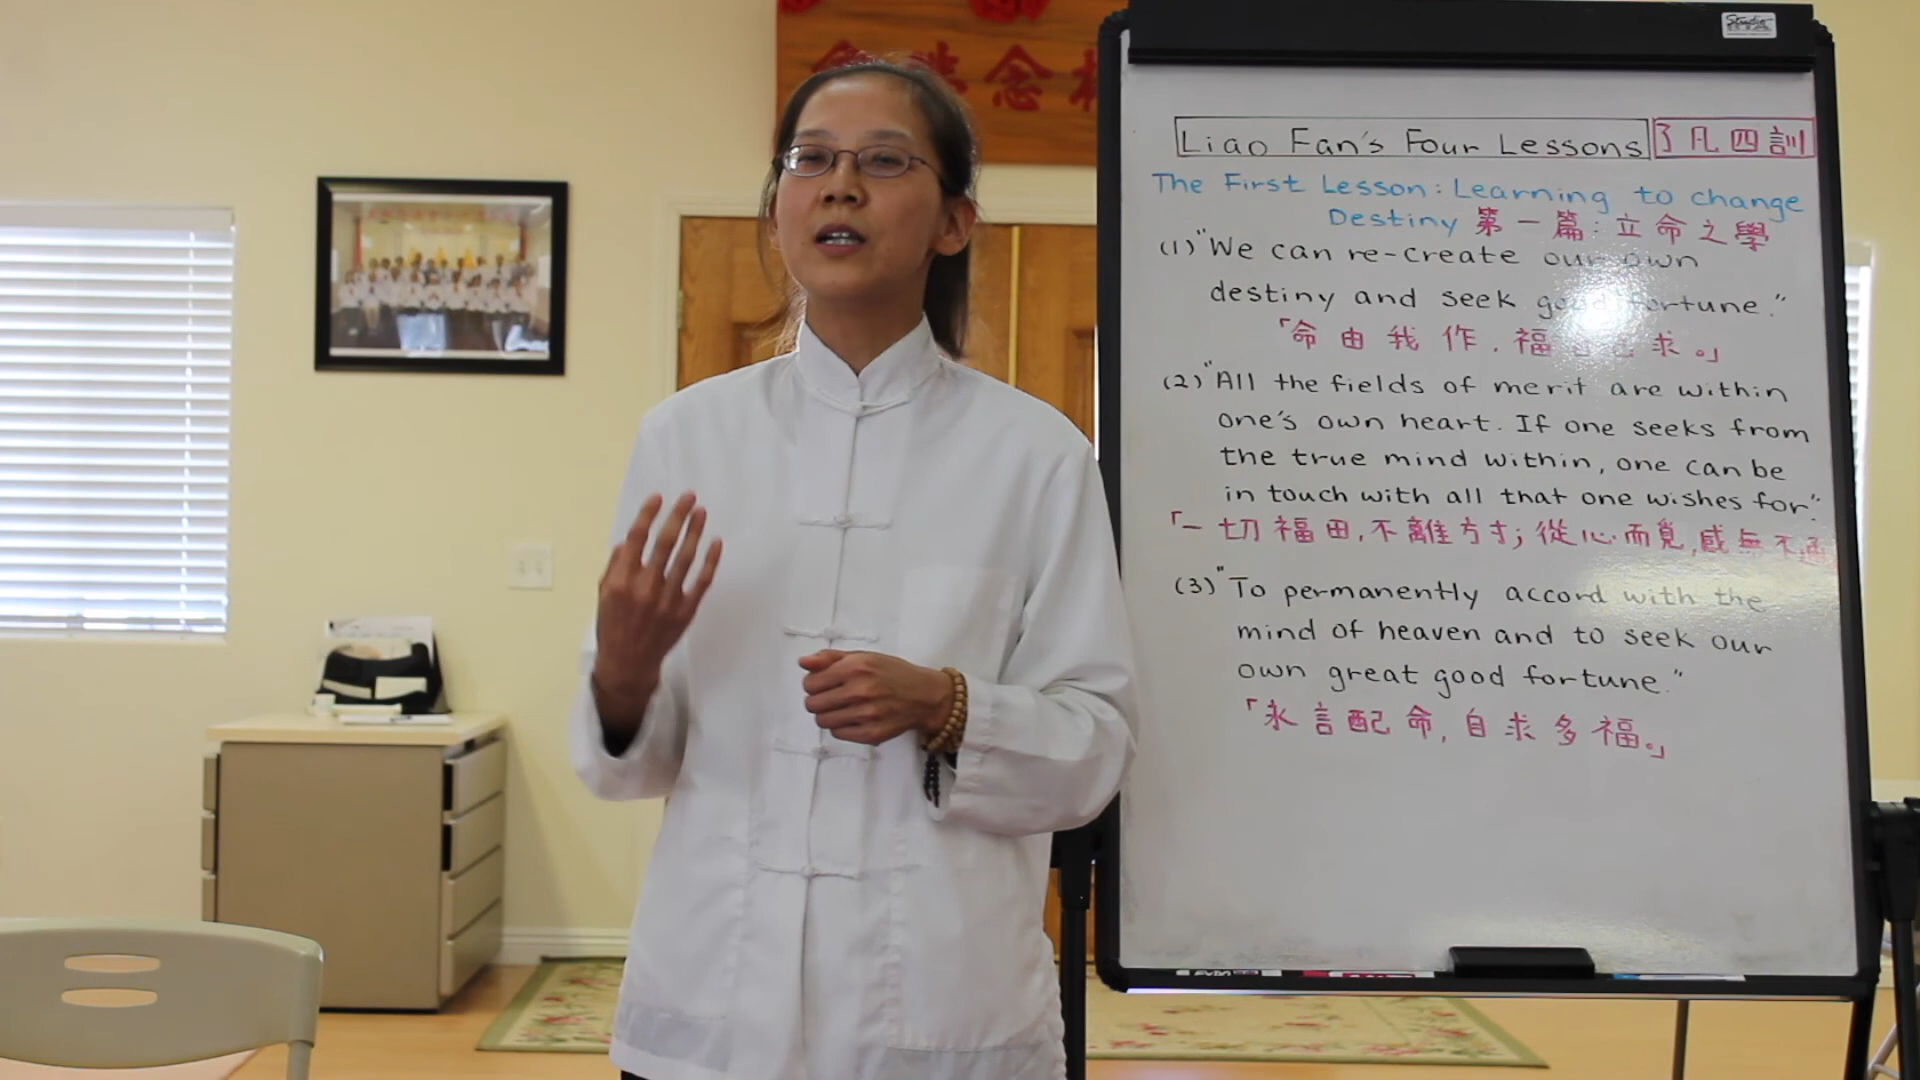 念
Liao Fan's Four Lessons 了凡四訓
The First Lesson: Learning to change
Destiny 第一篇:立命之學
(1) "We can re-create our own
destiny and seek good fortune."
「命由我作,福 求。」
(2) "All the fields of merit are within
one's own heart. If one seeks from
the true mind within, one can be
in touch with all that one wishes for".
「一切福田,不離方寸;從心而覓,感無不通
(3) "To permanently accord with the
mind of heaven and to seek our
own great good fortune."
「永言配命,自求多福。」